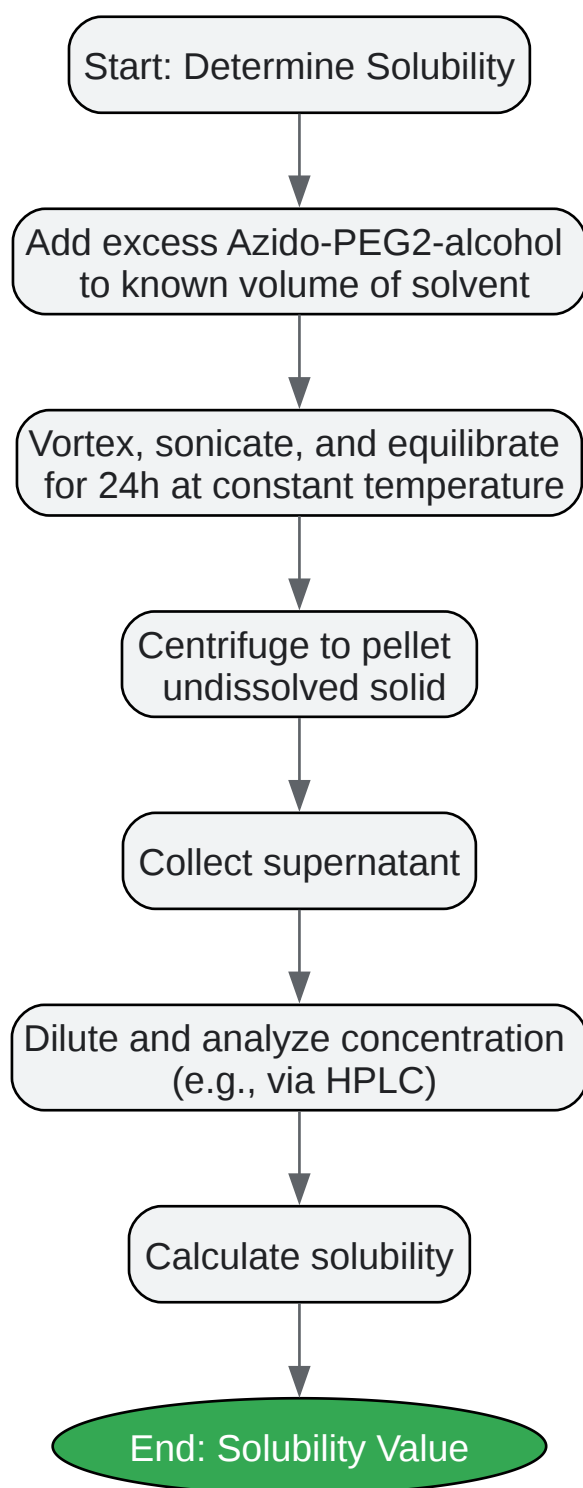 Start: Determine Solubility
Add excess Azido-PEG2-alcohol
to known volume of solvent
Vortex, sonicate, and equilibrate
for 24h at constant temperature
Centrifuge to pellet
undissolved solid
Collect supernatant
Dilute and analyze concentration
(e.g., via HPLC)
Calculate solubility
End: Solubility Value